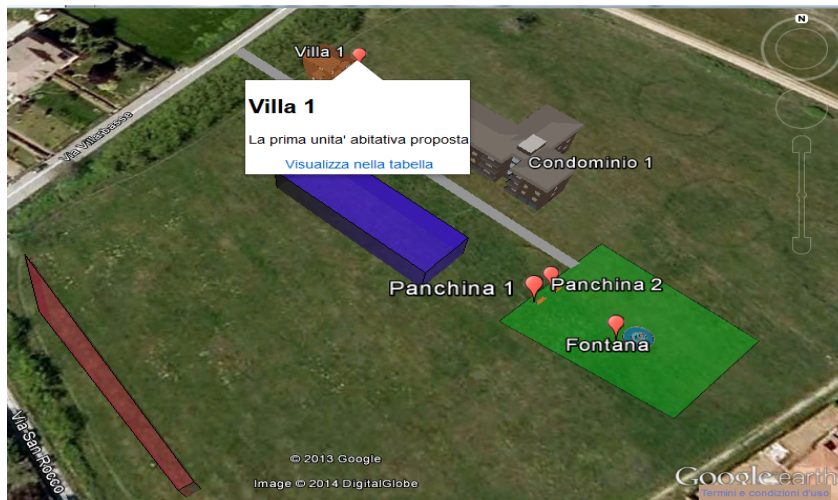 N
Villa 1
Villa 1
La prima unita' abitativa proposta
Visualizza nella tabella
Via Villabasse
Condominio 1
Panchina 1
Panchina 2
Fontana
Via San Rocco
© 2013 Google
Image © 2014 DigitalGlobe
Google earth
Termini e condizioni d'uso